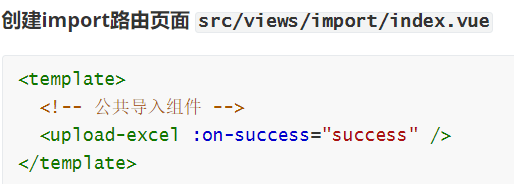 创建import路由页面 src/views/import/index.vue
<template>
  <!-- 公共导入组件 -->
  <upload-excel :on-success="success" />
</template>